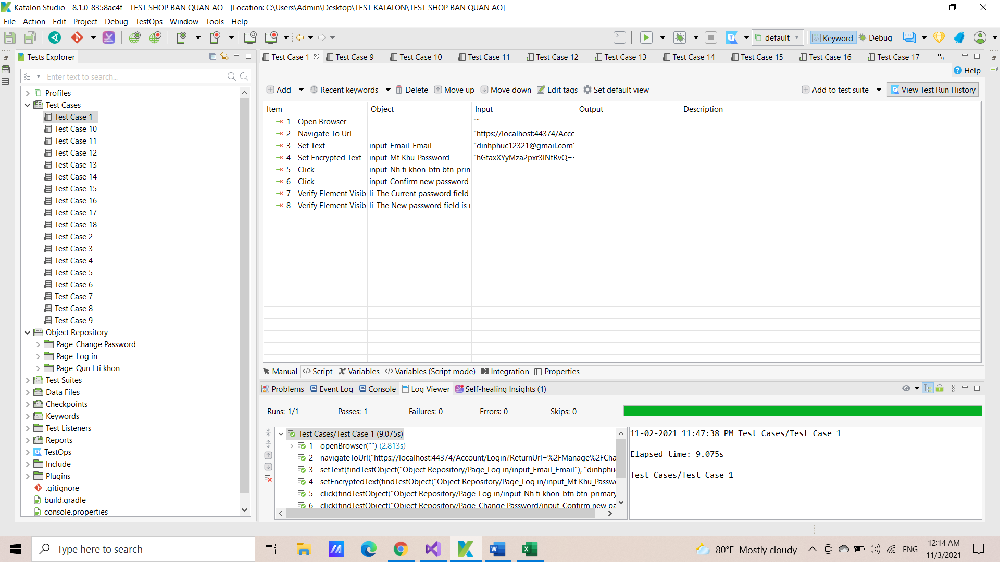 Katalon Studio - 8.1.0-8358ac4f - TEST SHOP BAN QUAN AO - [Location: C:\Users\Admin\Desktop\TEST KATALON\TEST SHOP BAN QUAN AO]
File Action Edit Project Debug TestOps Window Tools Help
default Keyword Debug
Tests Explorer
Enter text to search...
Profiles
Test Cases
Test Case 1
Test Case 10
Test Case 11
Test Case 12
Test Case 13
Test Case 14
Test Case 15
Test Case 16
Test Case 17
Test Case 18
Test Case 2
Test Case 3
Test Case 4
Test Case 5
Test Case 6
Test Case 7
Test Case 8
Test Case 9
Object Repository
Page_Change Password
Page_Log in
Page_Qun l ti khon
Test Suites
Data Files
Checkpoints
Keywords
Test Listeners
Reports
TestOps
Include
Plugins
.gitignore
build.gradle
console.properties
Test Case 1 Test Case 9 Test Case 10 Test Case 11 Test Case 12 Test Case 13 Test Case 14 Test Case 15 Test Case 16 Test Case 17 »9
Help
Add Recent keywords Delete Move up Move down Edit tags Set default view Add to test suite View Test Run History
Item Object Input Output Description
1 - Open Browser ""
2 - Navigate To Url "https://localhost:44374/Accc
3 - Set Text input_Email_Email "dinhphuc12321@gmail.com"
4 - Set Encrypted Text input_Mt Khu_Password "hGtaxXYyMza2pxr3lNtRvQ==
5 - Click input_Nh ti khon_btn btn-prim
6 - Click input_Confirm new password_
7 - Verify Element Visibl li_The Current password field
8 - Verify Element Visibl li_The New password field is r
Manual Script Variables Variables (Script mode) Integration Properties
Problems Event Log Console Log Viewer Self-healing Insights (1)
Runs: 1/1 Passes: 1 Failures: 0 Errors: 0 Skips: 0
Test Cases/Test Case 1 (9.075s)
1 - openBrowser("") (2.813s)
2 - navigateToUrl("https://localhost:44374/Account/Login?ReturnUrl=%2FManage%2FCha
3 - setText(findTestObject("Object Repository/Page_Log in/input_Email_Email"), "dinhphu
4 - setEncryptedText(findTestObject("Object Repository/Page_Log in/input_Mt Khu_Passw
5 - click(findTestObject("Object Repository/Page_Log in/input_Nh ti khon_btn btn-primary
6 - click(findTestObject("Object Repository/Page_Change Password/input_Confirm new pa
11-02-2021 11:47:38 PM Test Cases/Test Case 1
Elapsed time: 9.075s
Test Cases/Test Case 1
Type here to search
80°F Mostly cloudy
ENG
12:14 AM
11/3/2021